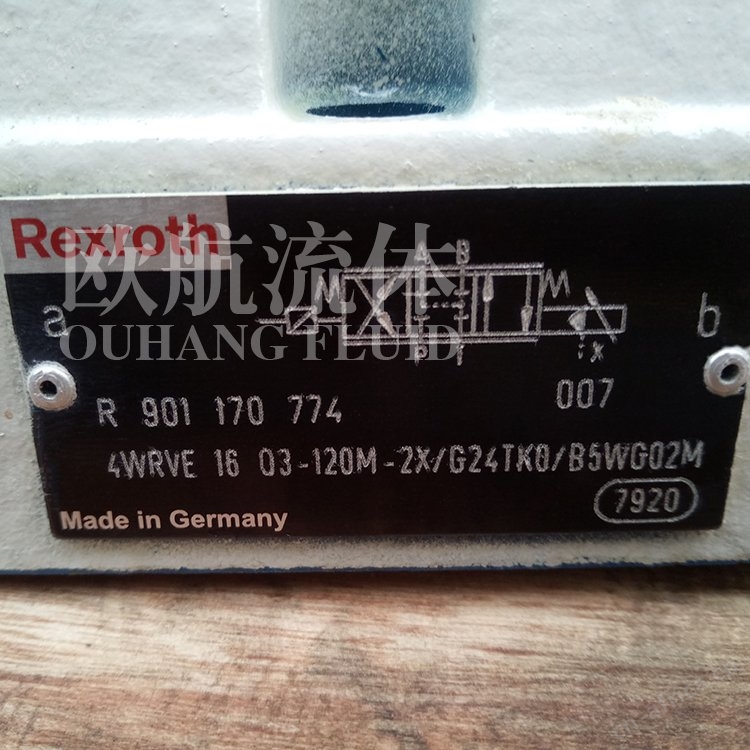 Rexroth
欧航流体
OUHANG FLUID
A B
a
b
P T
x
R 901 170 774
007
4WRVE 16 03-120M-2X/G24TK0/B5WG02M
7920
Made in Germany